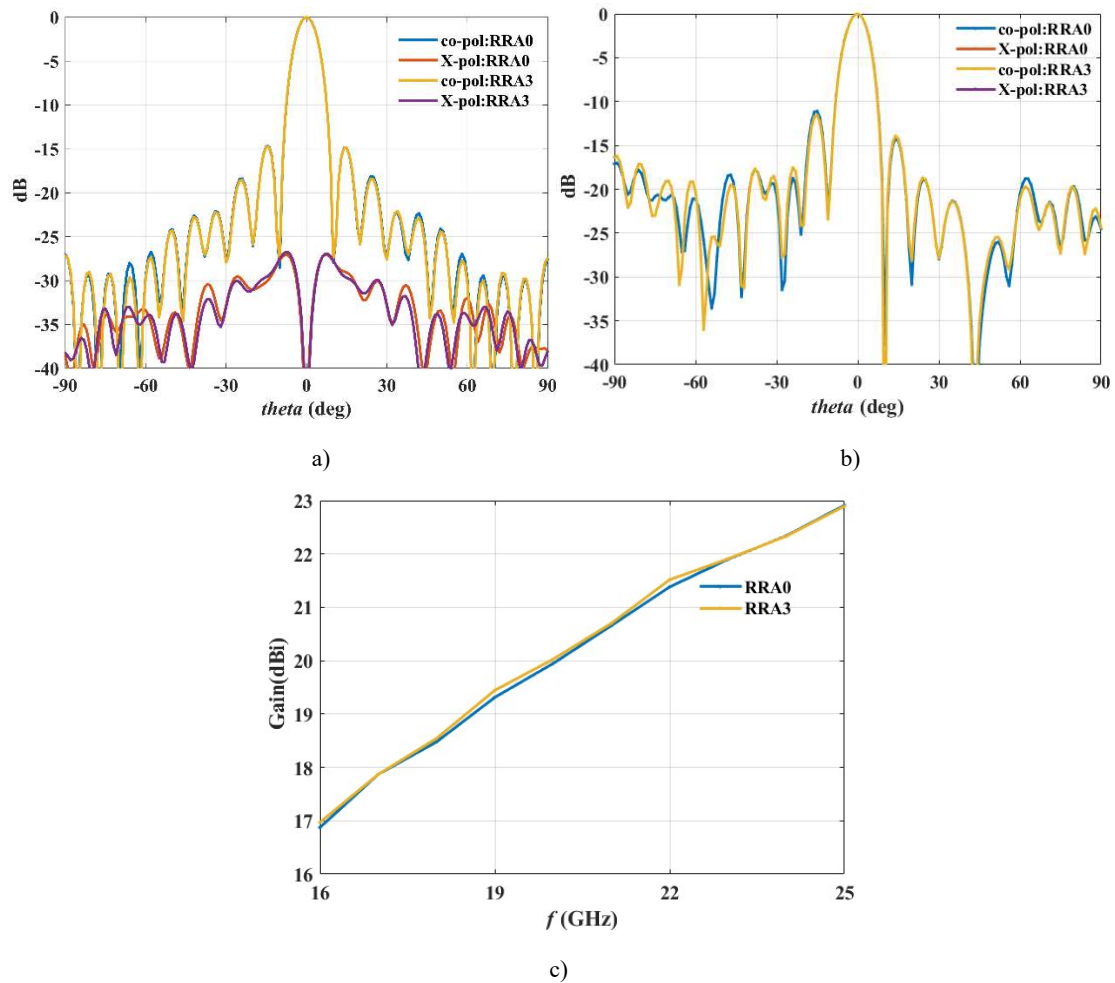 0
-5
-10
-15
-20
-25
-30
-35
-40
dB
-90
-60
-30
0
30
60
90
theta (deg)
co-pol:RRA0
X-pol:RRA0
co-pol:RRA3
X-pol:RRA3
a)
0
-5
-10
-15
-20
-25
-30
-35
-40
dB
-90
-60
-30
0
30
60
90
theta (deg)
co-pol:RRA0
X-pol:RRA0
co-pol:RRA3
X-pol:RRA3
b)
23
22
21
20
19
18
17
16
Gain(dBi)
16
19
22
25
f (GHz)
RRA0
RRA3
c)